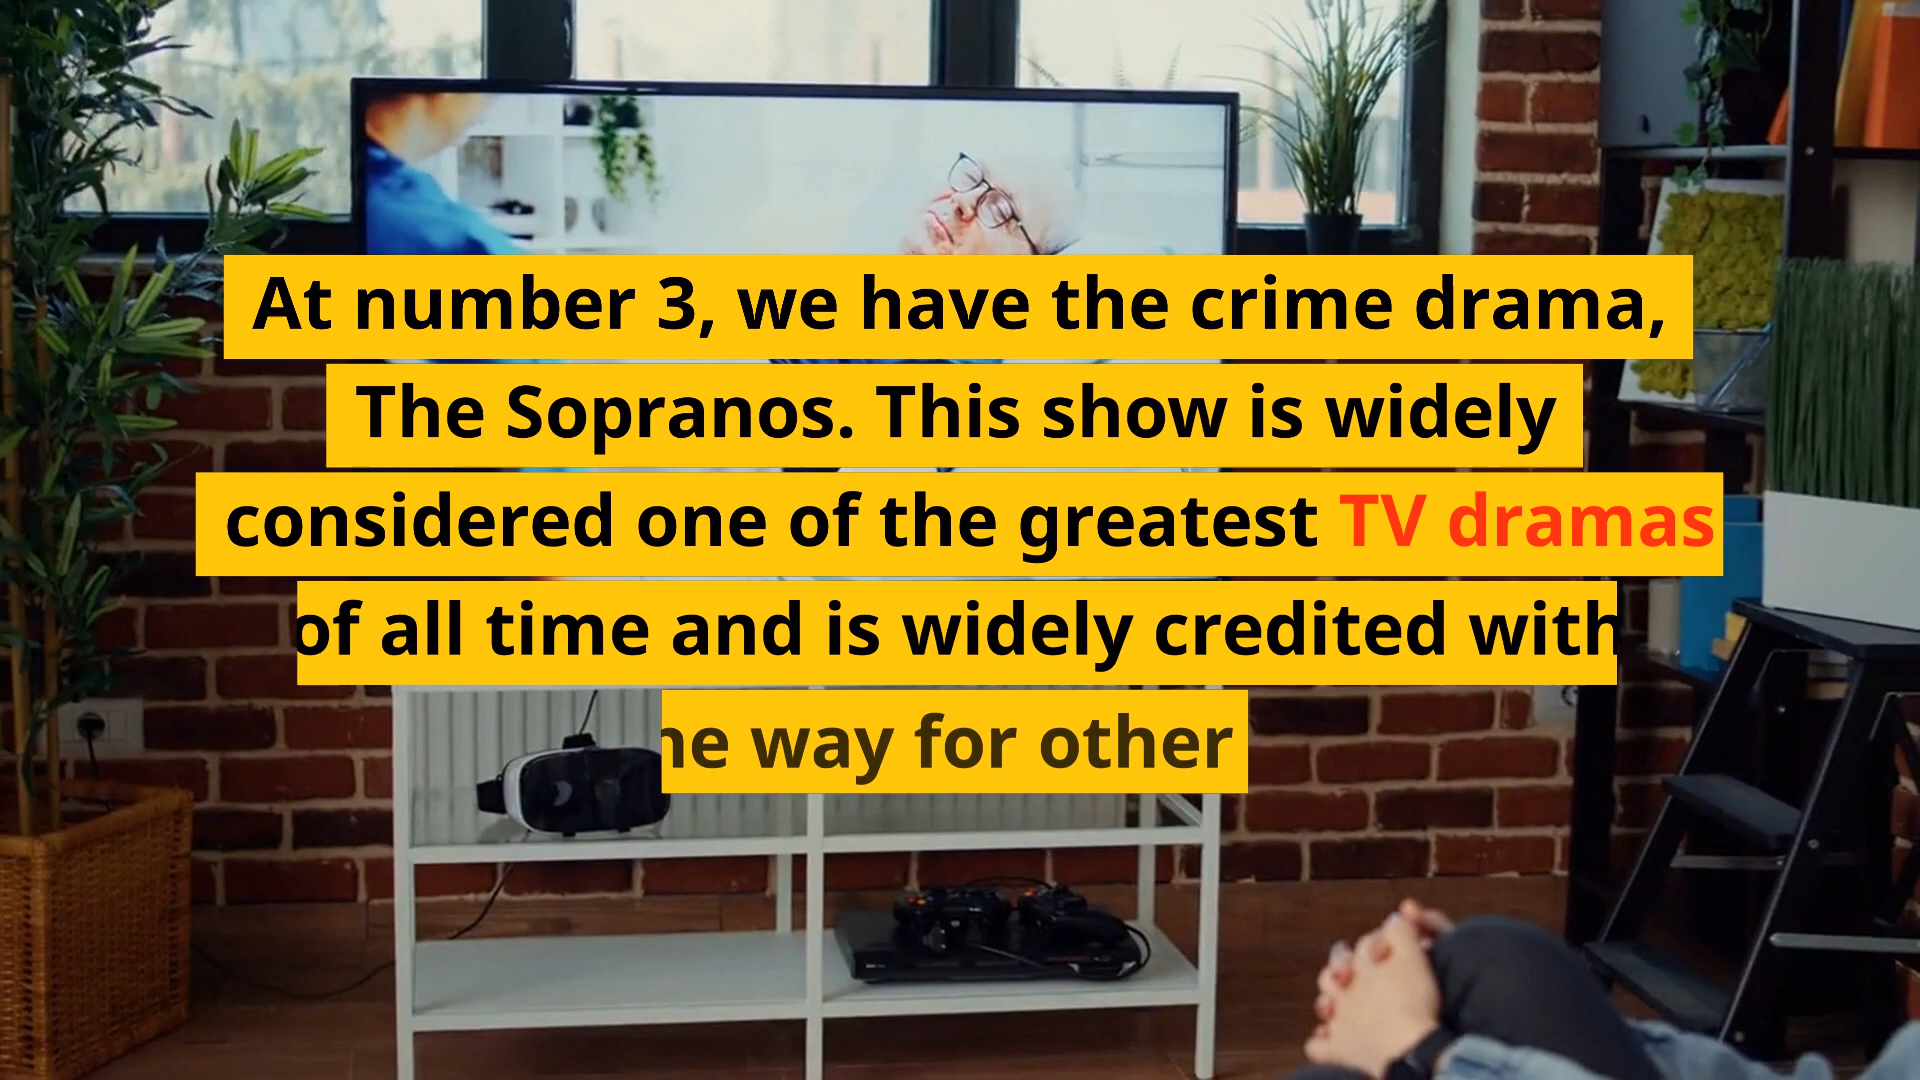 At number 3, we have the crime drama,
The Sopranos. This show is widely
considered one of the greatest TV dramas
of all time and is widely credited with
way for other